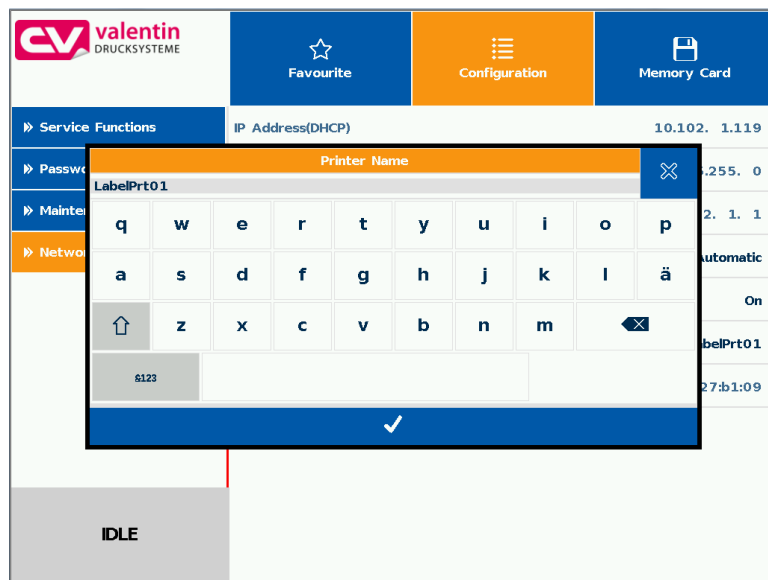 valentin
DRUCKSYSTEME
Favourite
Configuration
Memory Card
Service Functions
IP Address(DHCP) 10.102. 1.119
Printer Name
.255. 0
LabelPrt01
2. 1. 1
q w e r t y u i o p
Automatic
a s d f g h j k l ä
On
z x c v b n m
belPrt01
&123
27:b1:09
IDLE